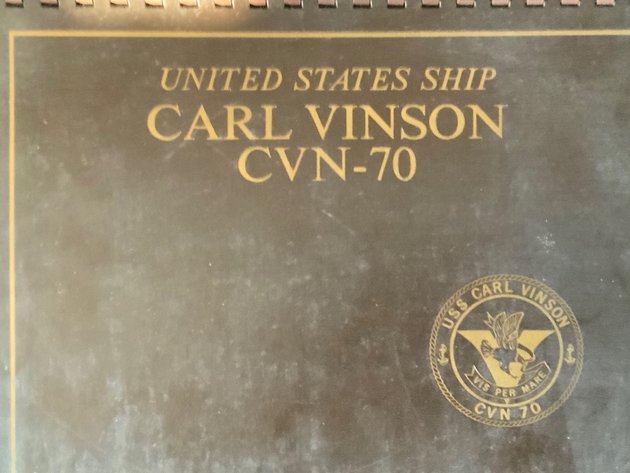 UNITED STATES SHIP
CARL VINSON
CVN-70
USS CARL VINSON
VIS PER MARE
CVN 70